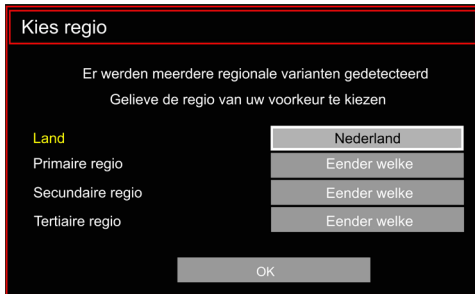 Kies regio
Er werden meerdere regionale varianten gedetecteerd
Gelieve de regio van uw voorkeur te kiezen
Land Nederland
Primaire regio Eender welke
Secundaire regio Eender welke
Tertiaire regio Eender welke
OK